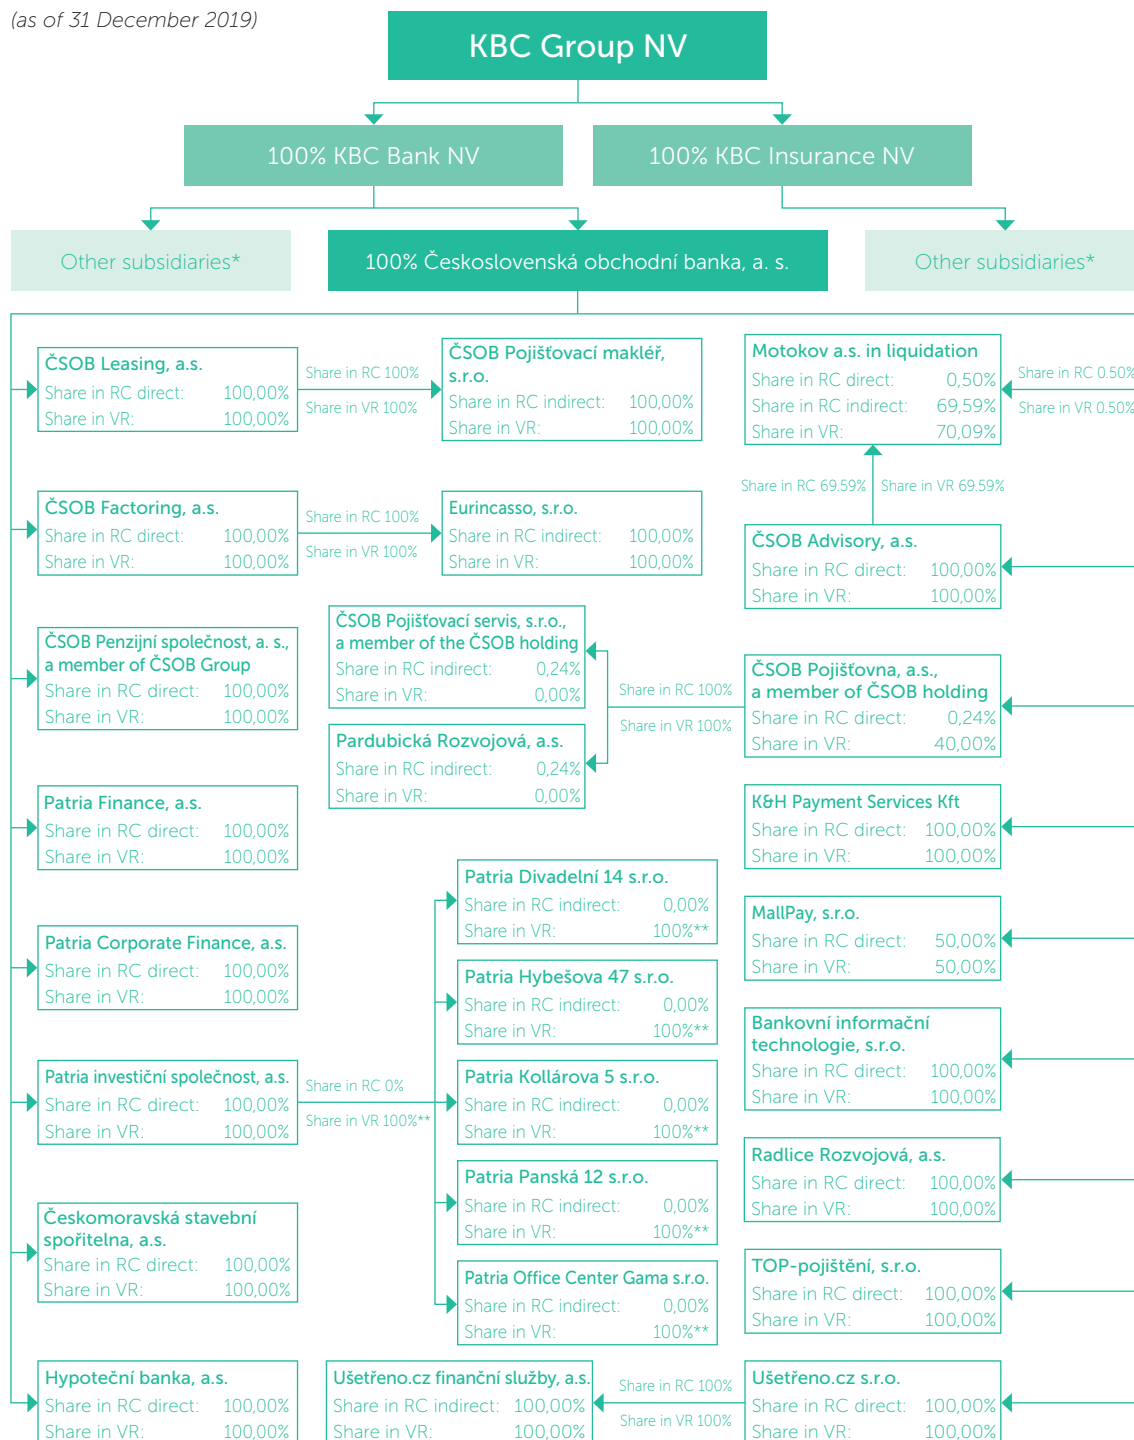 (as of 31 December 2019)
KBC Group NV
100% KBC Bank NV
100% KBC Insurance NV
Other subsidiaries*
100% Československá obchodní banka, a. s.
Other subsidiaries*
ČSOB Leasing, a.s.
Share in RC direct: 100,00%
Share in VR: 100,00%
Share in RC 100%
Share in VR 100%
ČSOB Pojišťovací makléř,
s.r.o.
Share in RC indirect: 100,00%
Share in VR: 100,00%
Motokov a.s. in liquidation
Share in RC direct: 0,50%
Share in RC indirect: 69,59%
Share in VR: 70,09%
Share in RC 0.50%
Share in VR 0.50%
Share in RC 69.59%
Share in VR 69.59%
ČSOB Factoring, a.s.
Share in RC direct: 100,00%
Share in VR: 100,00%
Share in RC 100%
Share in VR 100%
Eurincasso, s.r.o.
Share in RC indirect: 100,00%
Share in VR: 100,00%
ČSOB Advisory, a.s.
Share in RC direct: 100,00%
Share in VR: 100,00%
ČSOB Penzijní společnost, a. s.,
a member of ČSOB Group
Share in RC direct: 100,00%
Share in VR: 100,00%
ČSOB Pojišťovací servis, s.r.o.,
a member of the ČSOB holding
Share in RC indirect: 0,24%
Share in VR: 0,00%
Pardubická Rozvojová, a.s.
Share in RC indirect: 0,24%
Share in VR: 0,00%
Share in RC 100%
Share in VR 100%
ČSOB Pojišťovna, a.s.,
a member of ČSOB holding
Share in RC direct: 0,24%
Share in VR: 40,00%
Patria Finance, a.s.
Share in RC direct: 100,00%
Share in VR: 100,00%
K&H Payment Services Kft
Share in RC direct: 100,00%
Share in VR: 100,00%
Patria Corporate Finance, a.s.
Share in RC direct: 100,00%
Share in VR: 100,00%
Patria Divadelní 14 s.r.o.
Share in RC indirect: 0,00%
Share in VR: 100%**
MallPay, s.r.o.
Share in RC direct: 50,00%
Share in VR: 50,00%
Patria Hybešova 47 s.r.o.
Share in RC indirect: 0,00%
Share in VR: 100%**
Bankovní informační
technologie, s.r.o.
Share in RC direct: 100,00%
Share in VR: 100,00%
Patria investiční společnost, a.s.
Share in RC direct: 100,00%
Share in VR: 100,00%
Share in RC 0%
Share in VR 100%**
Patria Kollárova 5 s.r.o.
Share in RC indirect: 0,00%
Share in VR: 100%**
Patria Panská 12 s.r.o.
Share in RC indirect: 0,00%
Share in VR: 100%**
Radlice Rozvojová, a.s.
Share in RC direct: 100,00%
Share in VR: 100,00%
Českomoravská stavební
spořitelna, a.s.
Share in RC direct: 100,00%
Share in VR: 100,00%
Patria Office Center Gama s.r.o.
Share in RC indirect: 0,00%
Share in VR: 100%**
TOP-pojištění, s.r.o.
Share in RC direct: 100,00%
Share in VR: 100,00%
Hypoteční banka, a.s.
Share in RC direct: 100,00%
Share in VR: 100,00%
Ušetřeno.cz finanční služby, a.s.
Share in RC indirect: 100,00%
Share in VR: 100,00%
Share in RC 100%
Share in VR 100%
Ušetřeno.cz s.r.o.
Share in RC direct: 100,00%
Share in VR: 100,00%